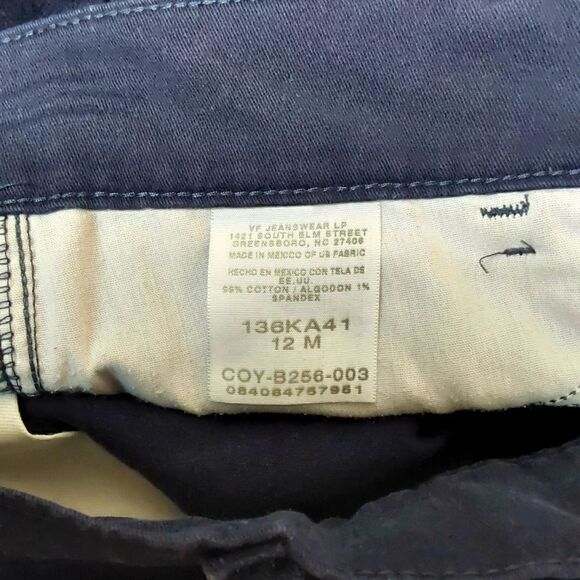 VF JEANSWEAR LP
1421 SOUTH ELM STREET
GREENSBORO, NC 27406
MADE IN MEXICO OF US FABRIC
HECHO EN MEXICO CON TELA DE
EE.UU.
99% COTTON / ALGODON 1%
SPANDEX
136KA41
12 M
COY-B256-003
084084757951